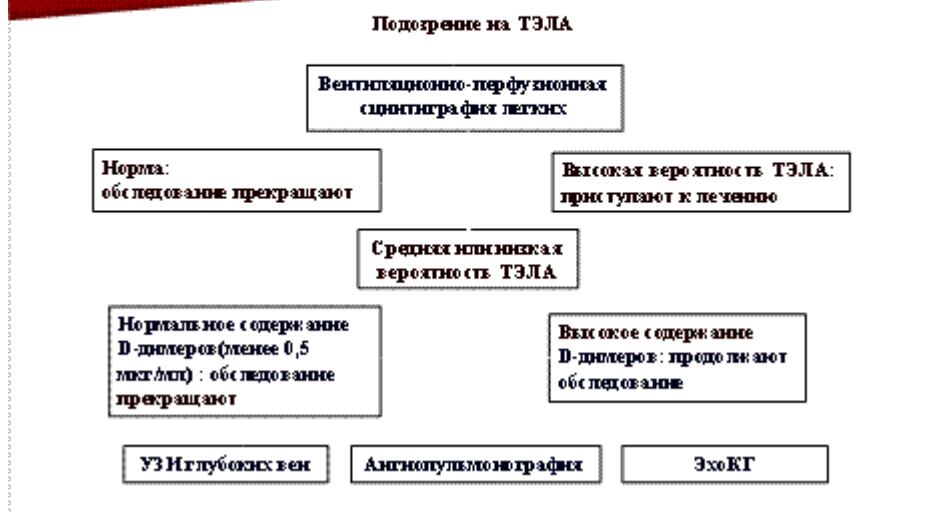 Подозрение на ТЭЛА
Вентиляционно-перфузионная
сцинтиграфия легких
Норма:
обследование прекращают
Высокая вероятность ТЭЛА:
приступают к лечению
Средняя или низкая
вероятность ТЭЛА
Нормальное содержание
D-димеров(менее 0,5
мкг/мл) : обследование
прекращают
Высокое содержание
D-димеров: продолжают
обследование
УЗИ глубоких вен
Ангиопульмонография
ЭхоКГ